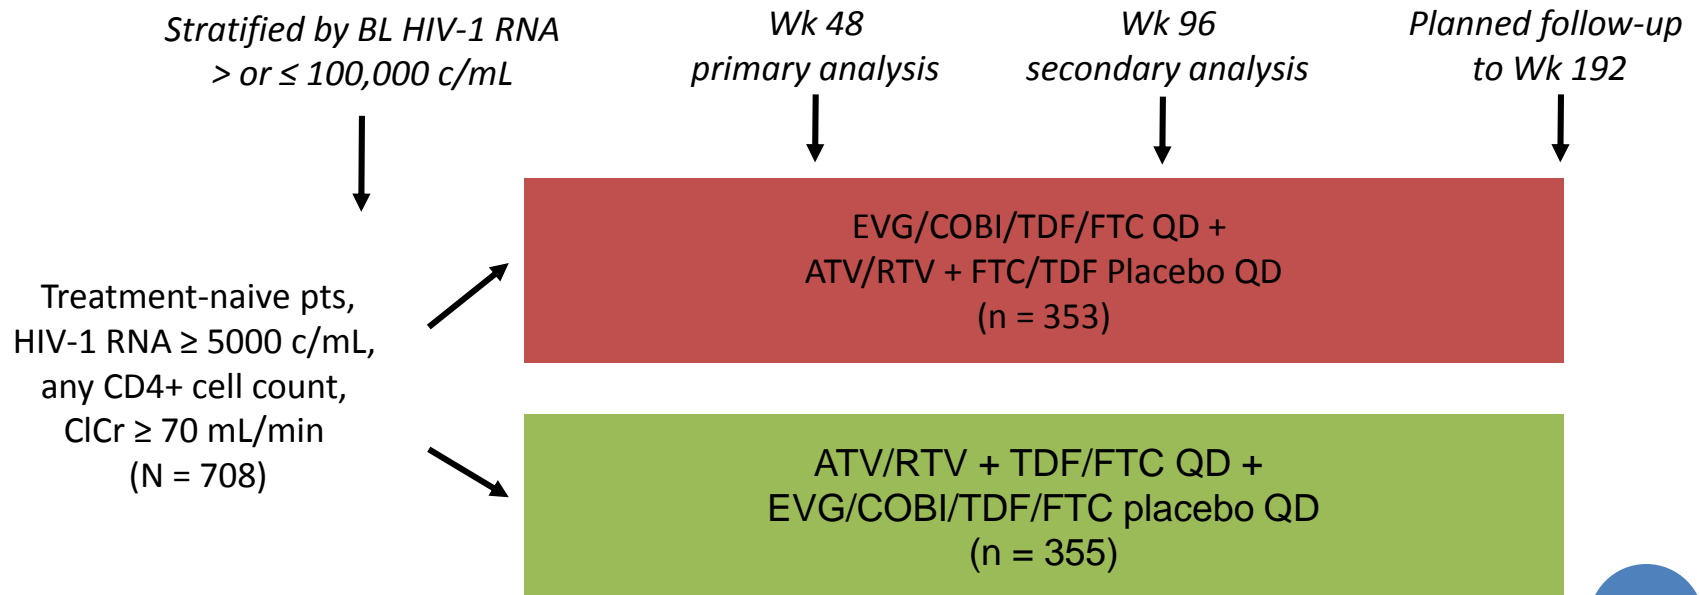 Stratified by BL HIV-1 RNA
> or ≤ 100,000 c/mL
Wk 48
primary analysis
Wk 96
secondary analysis
Planned follow-up
to Wk 192
Treatment-naive pts,
HIV-1 RNA ≥ 5000 c/mL,
any CD4+ cell count,
ClCr ≥ 70 mL/min
(N = 708)
EVG/COBI/TDF/FTC QD +
ATV/RTV + FTC/TDF Placebo QD
(n = 353)
ATV/RTV + TDF/FTC QD +
EVG/COBI/TDF/FTC placebo QD
(n = 355)